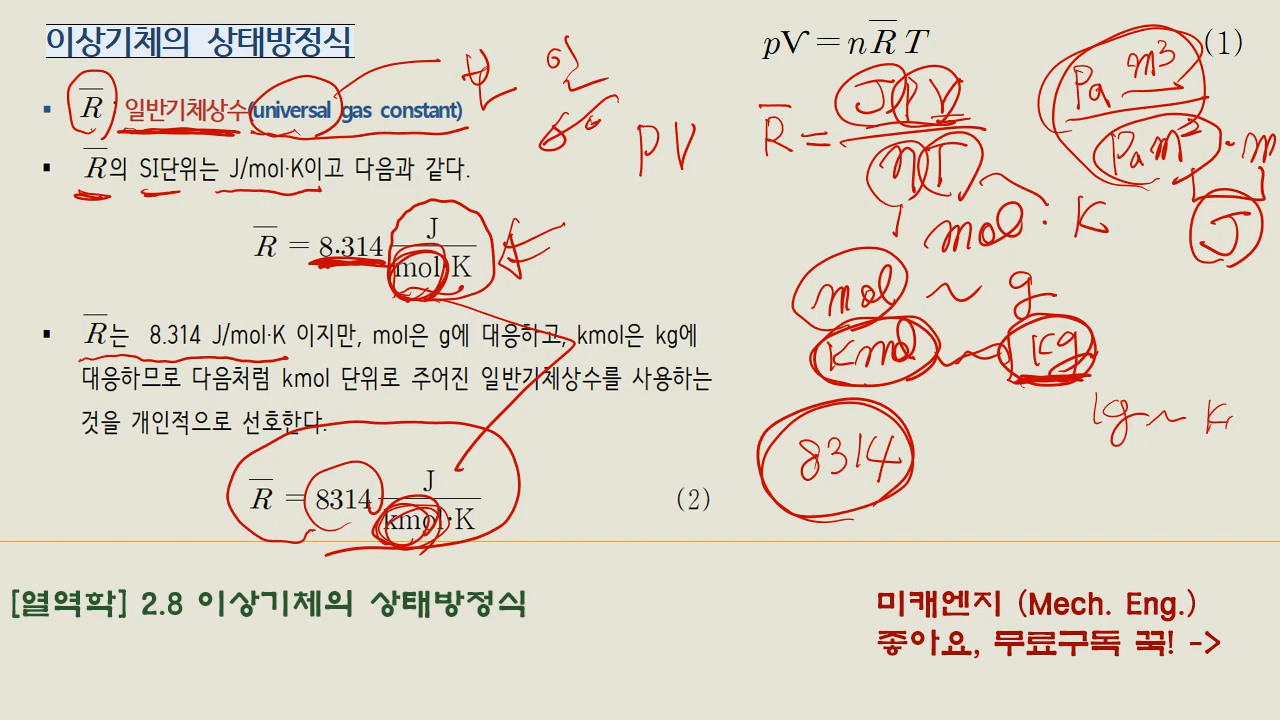 이상기체의 상태방정식
pV = nR̅ T (1)
▪ R̅: 일반기체상수(universal gas constant)
▪ R̅의 SI단위는 J/mol·K이고 다음과 같다.
R̅ = 8.314 J/mol·K
▪ R̅는 8.314 J/mol·K 이지만, mol은 g에 대응하고, kmol은 kg에
대응하므로 다음처럼 kmol 단위로 주어진 일반기체상수를 사용하는
것을 개인적으로 선호한다.
R̅ = 8314 J/kmol·K (2)
PV
R̅ =
PV
nT
Pa m³
Pa m² · m
J
mol · K
mol ~ g
kmol ~ kg
8314
[열역학] 2.8 이상기체의 상태방정식
미캐엔지 (Mech. Eng.)
좋아요, 무료구독 꾹! ->